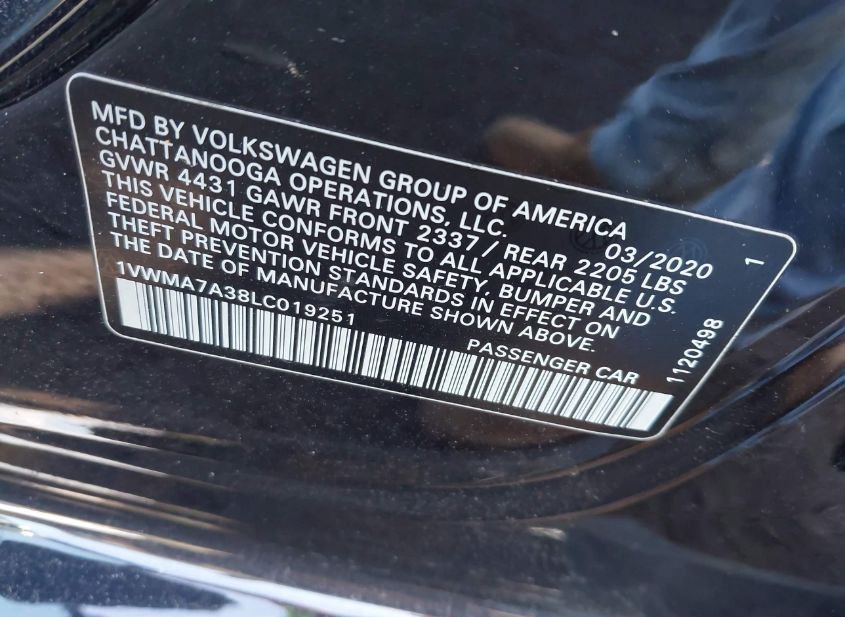 MFD BY VOLKSWAGEN GROUP OF AMERICA
CHATTANOOGA OPERATIONS, LLC. 03/2020
GVWR 4431 GAWR FRONT 2337/ REAR 2205 LBS
THIS VEHICLE CONFORMS TO ALL APPLICABLE U.S.
FEDERAL MOTOR VEHICLE SAFETY, BUMPER AND
THEFT PREVENTION STANDARDS IN EFFECT ON
THE DATE OF MANUFACTURE SHOWN ABOVE.
1VWMA7A38LC019251 PASSENGER CAR
1120498 1